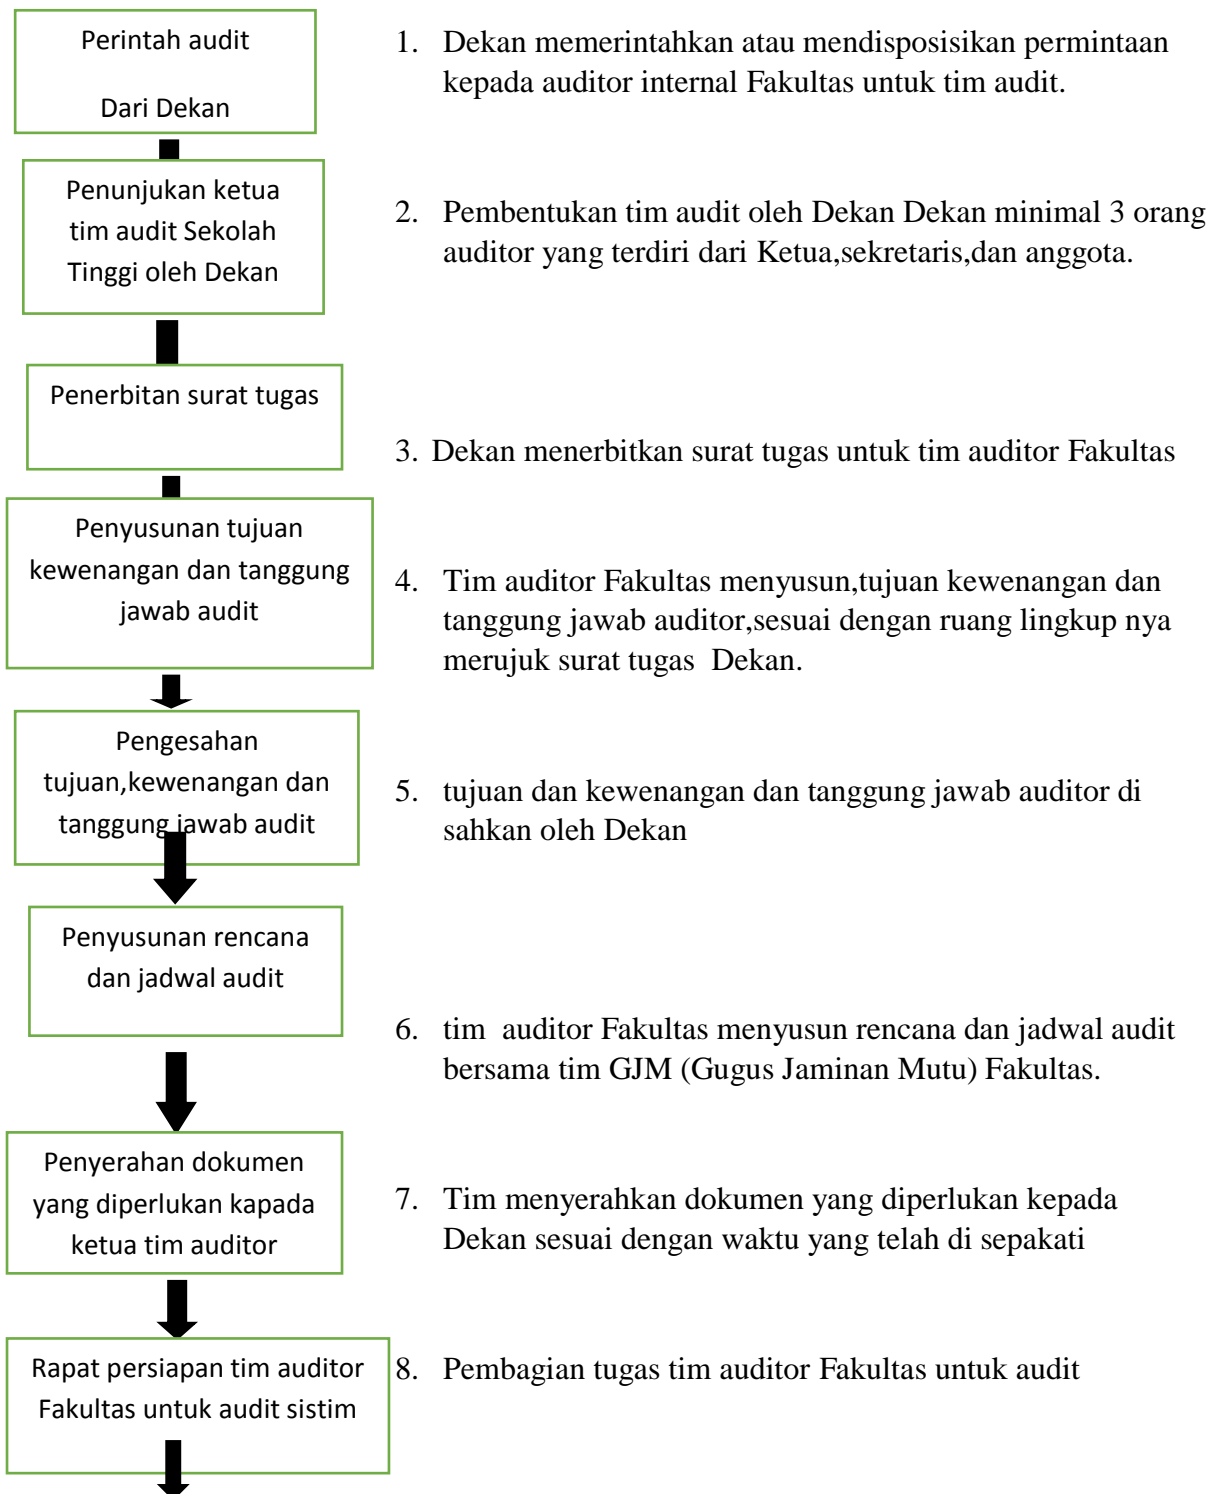 Perintah audit
Dari Dekan
1. Dekan memerintahkan atau mendisposisikan permintaan
kepada auditor internal Fakultas untuk tim audit.
Penunjukan ketua
tim audit Sekolah
Tinggi oleh Dekan
2. Pembentukan tim audit oleh Dekan Dekan minimal 3 orang
auditor yang terdiri dari Ketua,sekretaris,dan anggota.
Penerbitan surat tugas
3. Dekan menerbitkan surat tugas untuk tim auditor Fakultas
Penyusunan tujuan
kewenangan dan tanggung
jawab audit
4. Tim auditor Fakultas menyusun,tujuan kewenangan dan
tanggung jawab auditor,sesuai dengan ruang lingkup nya
merujuk surat tugas Dekan.
Pengesahan
tujuan,kewenangan dan
tanggung jawab audit
5. tujuan dan kewenangan dan tanggung jawab auditor di
sahkan oleh Dekan
Penyusunan rencana
dan jadwal audit
6. tim auditor Fakultas menyusun rencana dan jadwal audit
bersama tim GJM (Gugus Jaminan Mutu) Fakultas.
Penyerahan dokumen
yang diperlukan kapada
ketua tim auditor
7. Tim menyerahkan dokumen yang diperlukan kepada
Dekan sesuai dengan waktu yang telah di sepakati
Rapat persiapan tim auditor
Fakultas untuk audit sistim
8. Pembagian tugas tim auditor Fakultas untuk audit